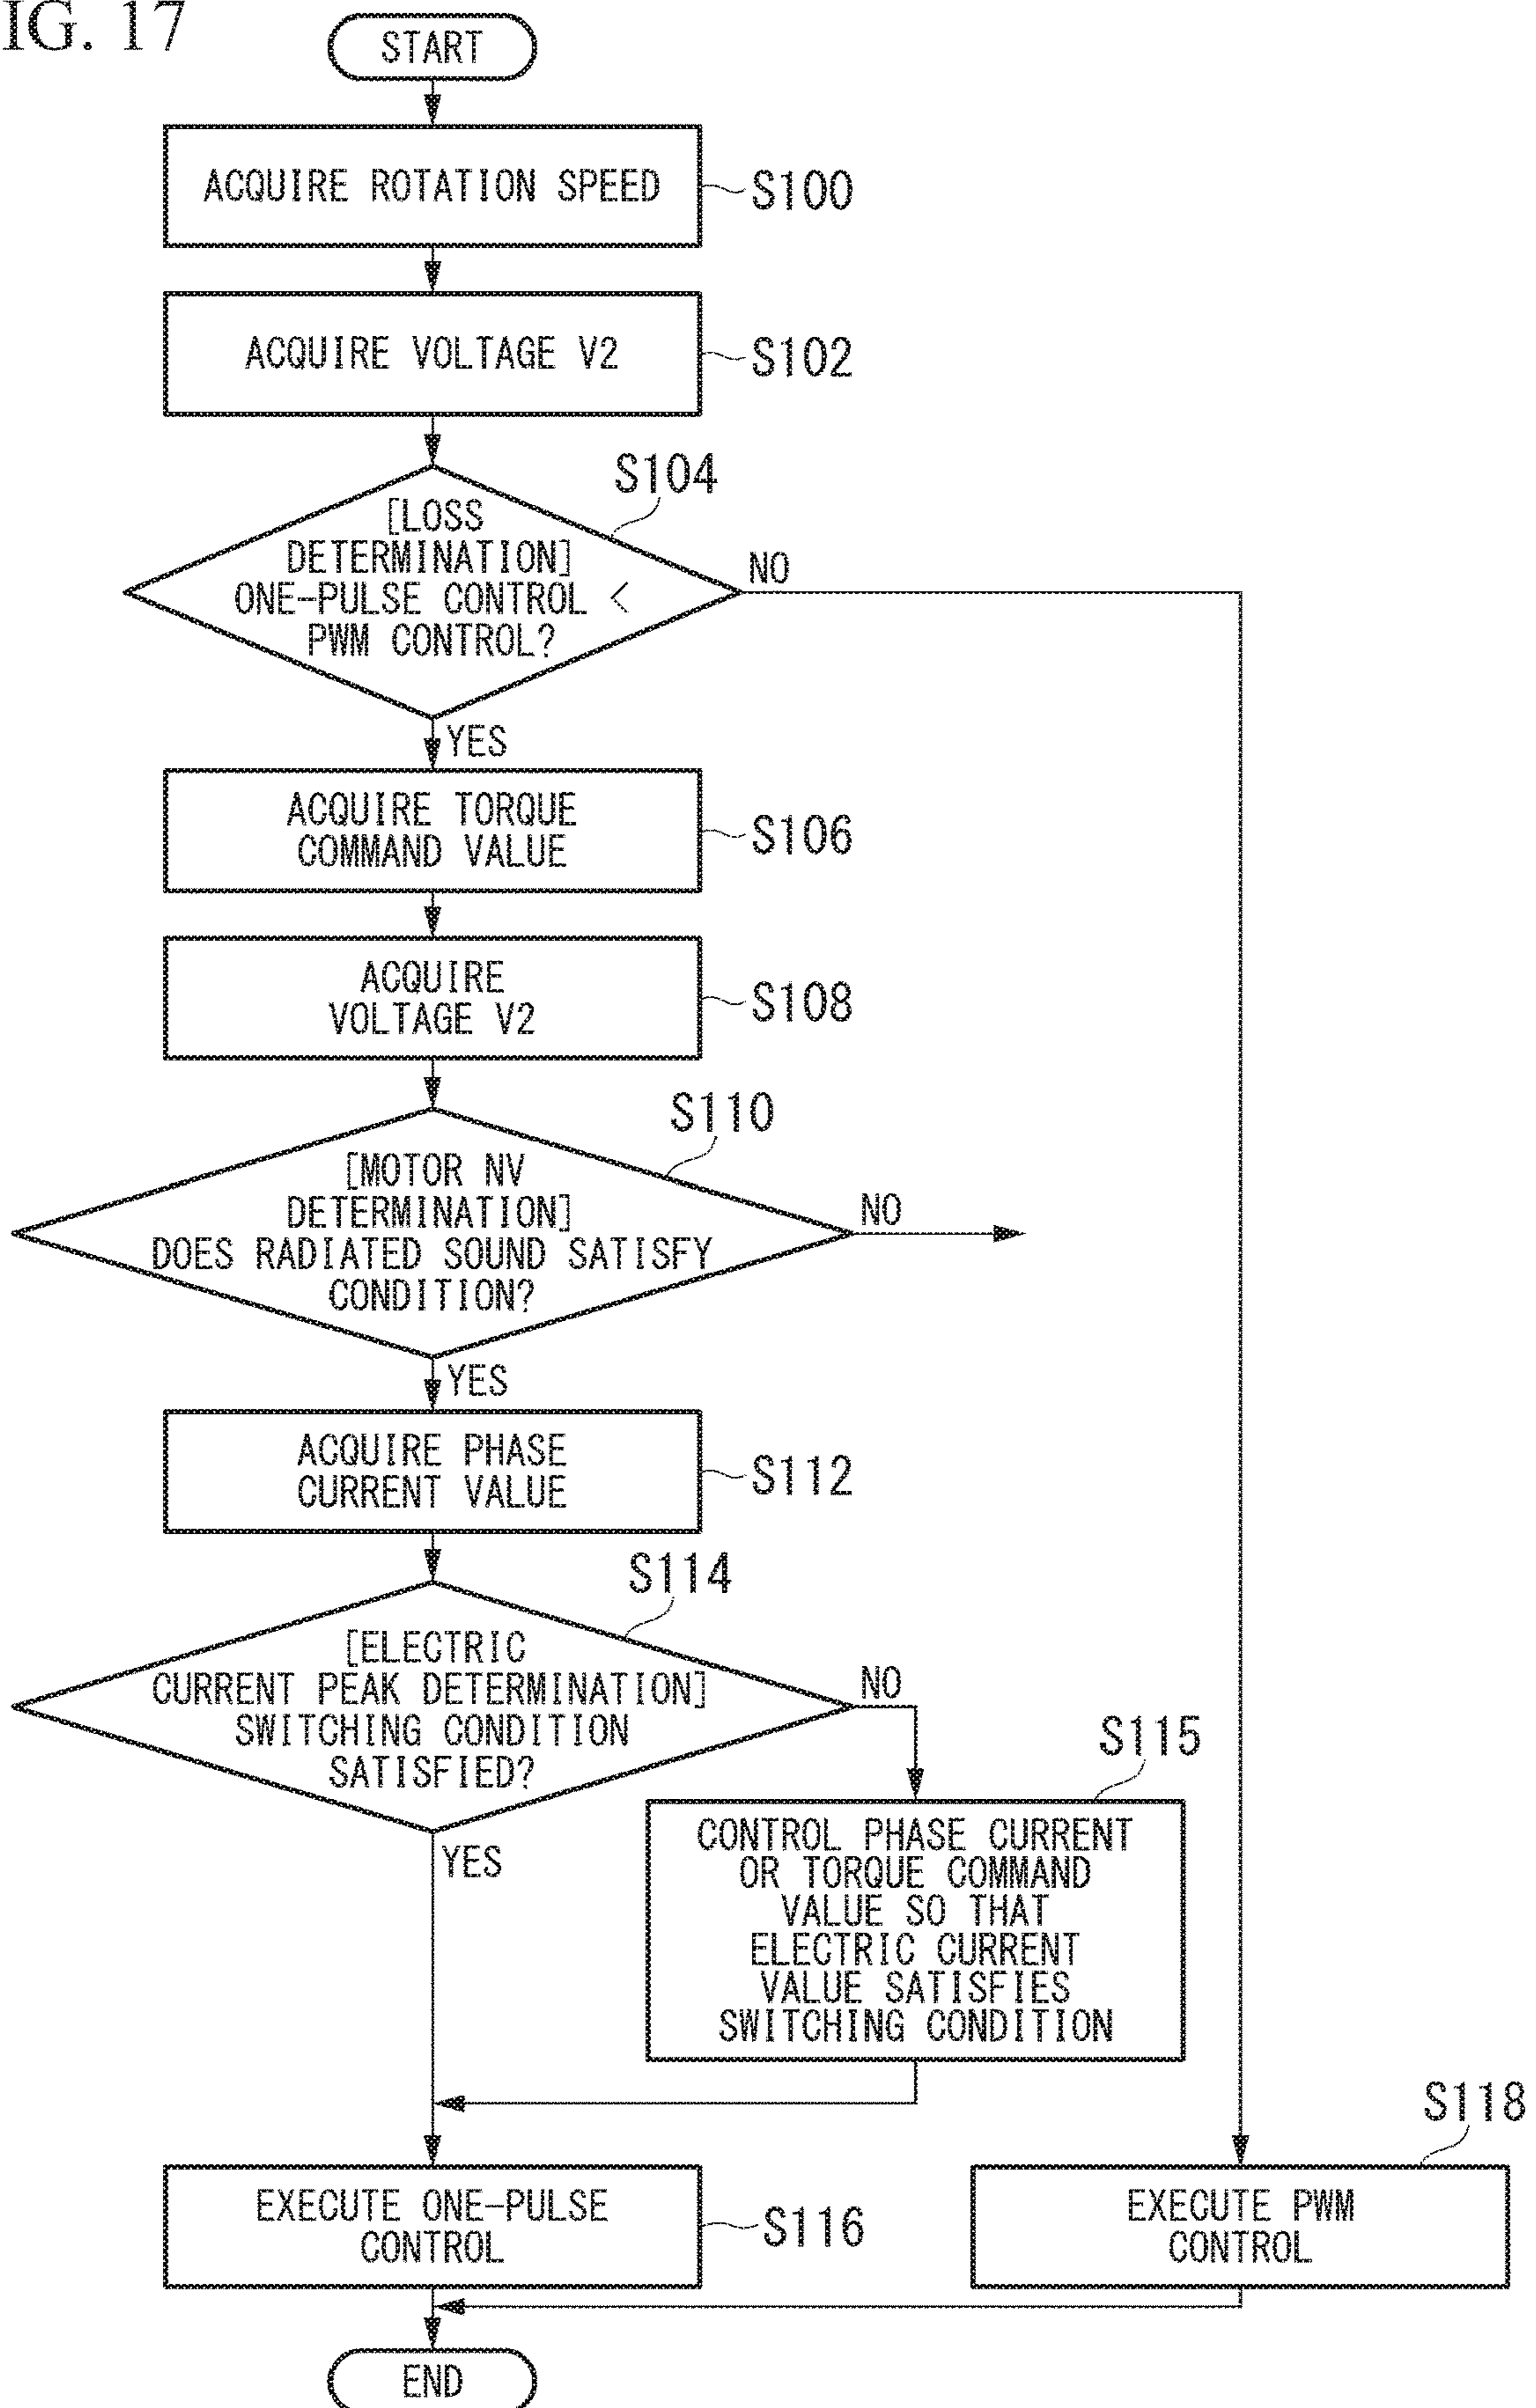 IG. 17
START
ACQUIRE ROTATION SPEED
S100
ACQUIRE VOLTAGE V2
S102
S104
[LOSS
DETERMINATION]
ONE-PULSE CONTROL <
PWM CONTROL?
NO
YES
ACQUIRE TORQUE
COMMAND VALUE
S106
ACQUIRE
VOLTAGE V2
S108
S110
[MOTOR NV
DETERMINATION]
DOES RADIATED SOUND SATISFY
CONDITION?
NO
YES
ACQUIRE PHASE
CURRENT VALUE
S112
S114
[ELECTRIC
CURRENT PEAK DETERMINATION]
SWITCHING CONDITION
SATISFIED?
NO
YES
S115
CONTROL PHASE CURRENT
OR TORQUE COMMAND
VALUE SO THAT
ELECTRIC CURRENT
VALUE SATISFIES
SWITCHING CONDITION
EXECUTE ONE-PULSE
CONTROL
S116
S118
EXECUTE PWM
CONTROL
END